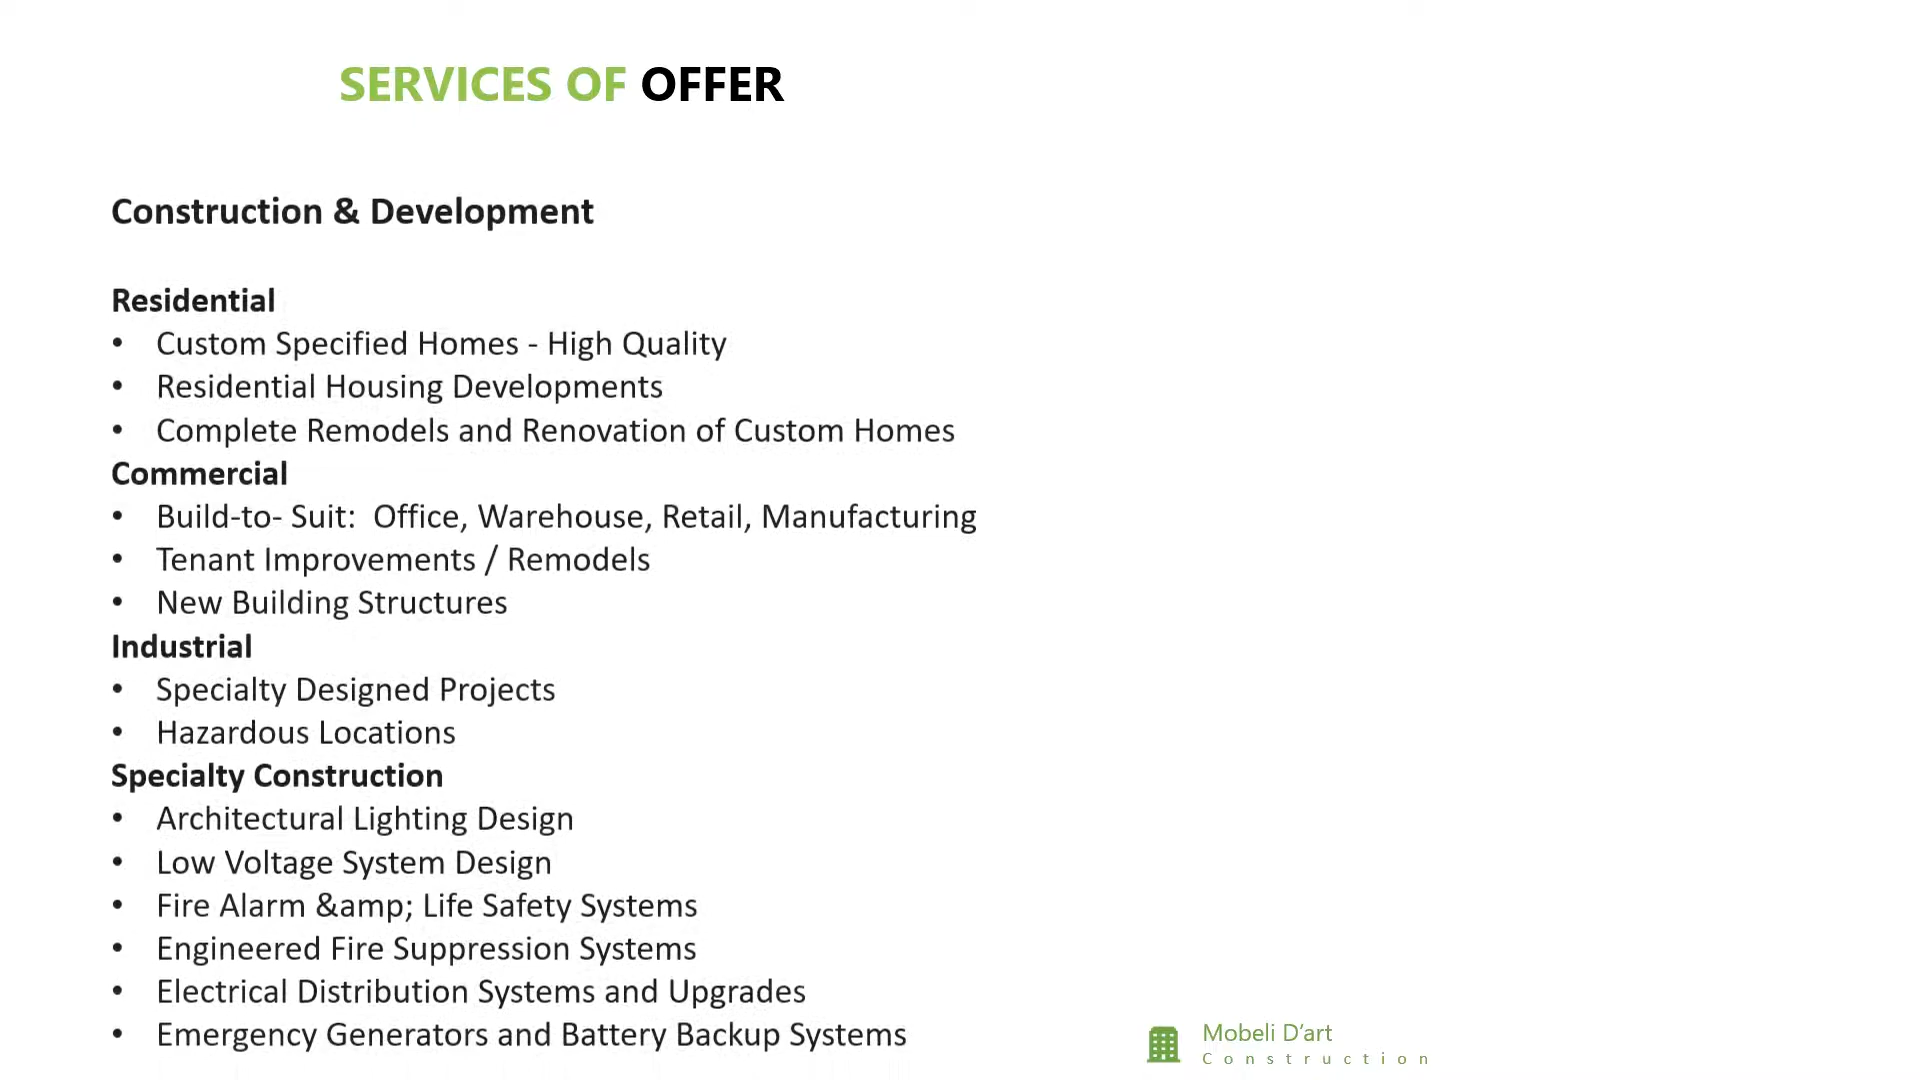 SERVICES OF OFFER
Construction & Development
Residential
• Custom Specified Homes - High Quality
• Residential Housing Developments
• Complete Remodels and Renovation of Custom Homes
Commercial
• Build-to- Suit:  Office, Warehouse, Retail, Manufacturing
• Tenant Improvements / Remodels
• New Building Structures
Industrial
• Specialty Designed Projects
• Hazardous Locations
Specialty Construction
• Architectural Lighting Design
• Low Voltage System Design
• Fire Alarm &amp; Life Safety Systems
• Engineered Fire Suppression Systems
• Electrical Distribution Systems and Upgrades
• Emergency Generators and Battery Backup Systems
Mobeli D’art
Construction